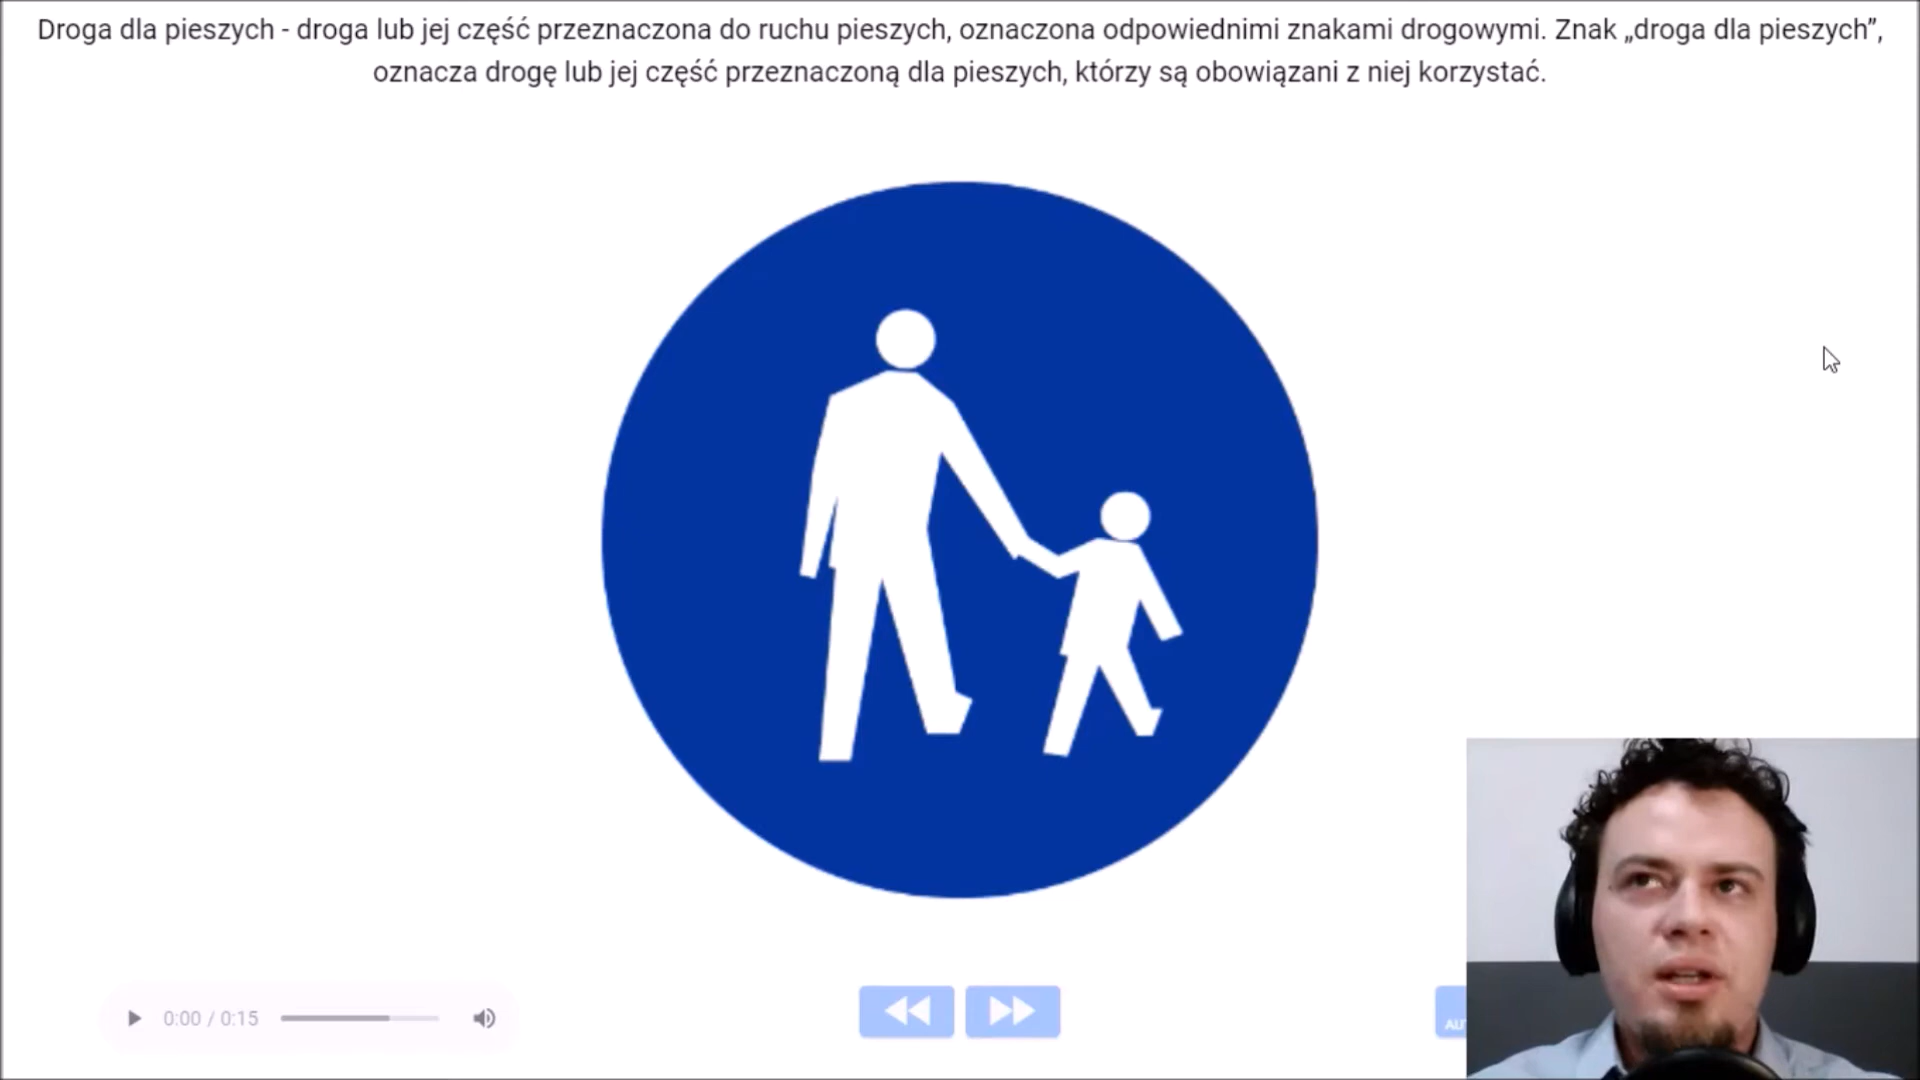 Droga dla pieszych - droga lub jej część przeznaczona do ruchu pieszych, oznaczona odpowiednimi znakami drogowymi. Znak „droga dla pieszych”,
oznacza drogę lub jej część przeznaczoną dla pieszych, którzy są obowiązani z niej korzystać.
0:00 / 0:15